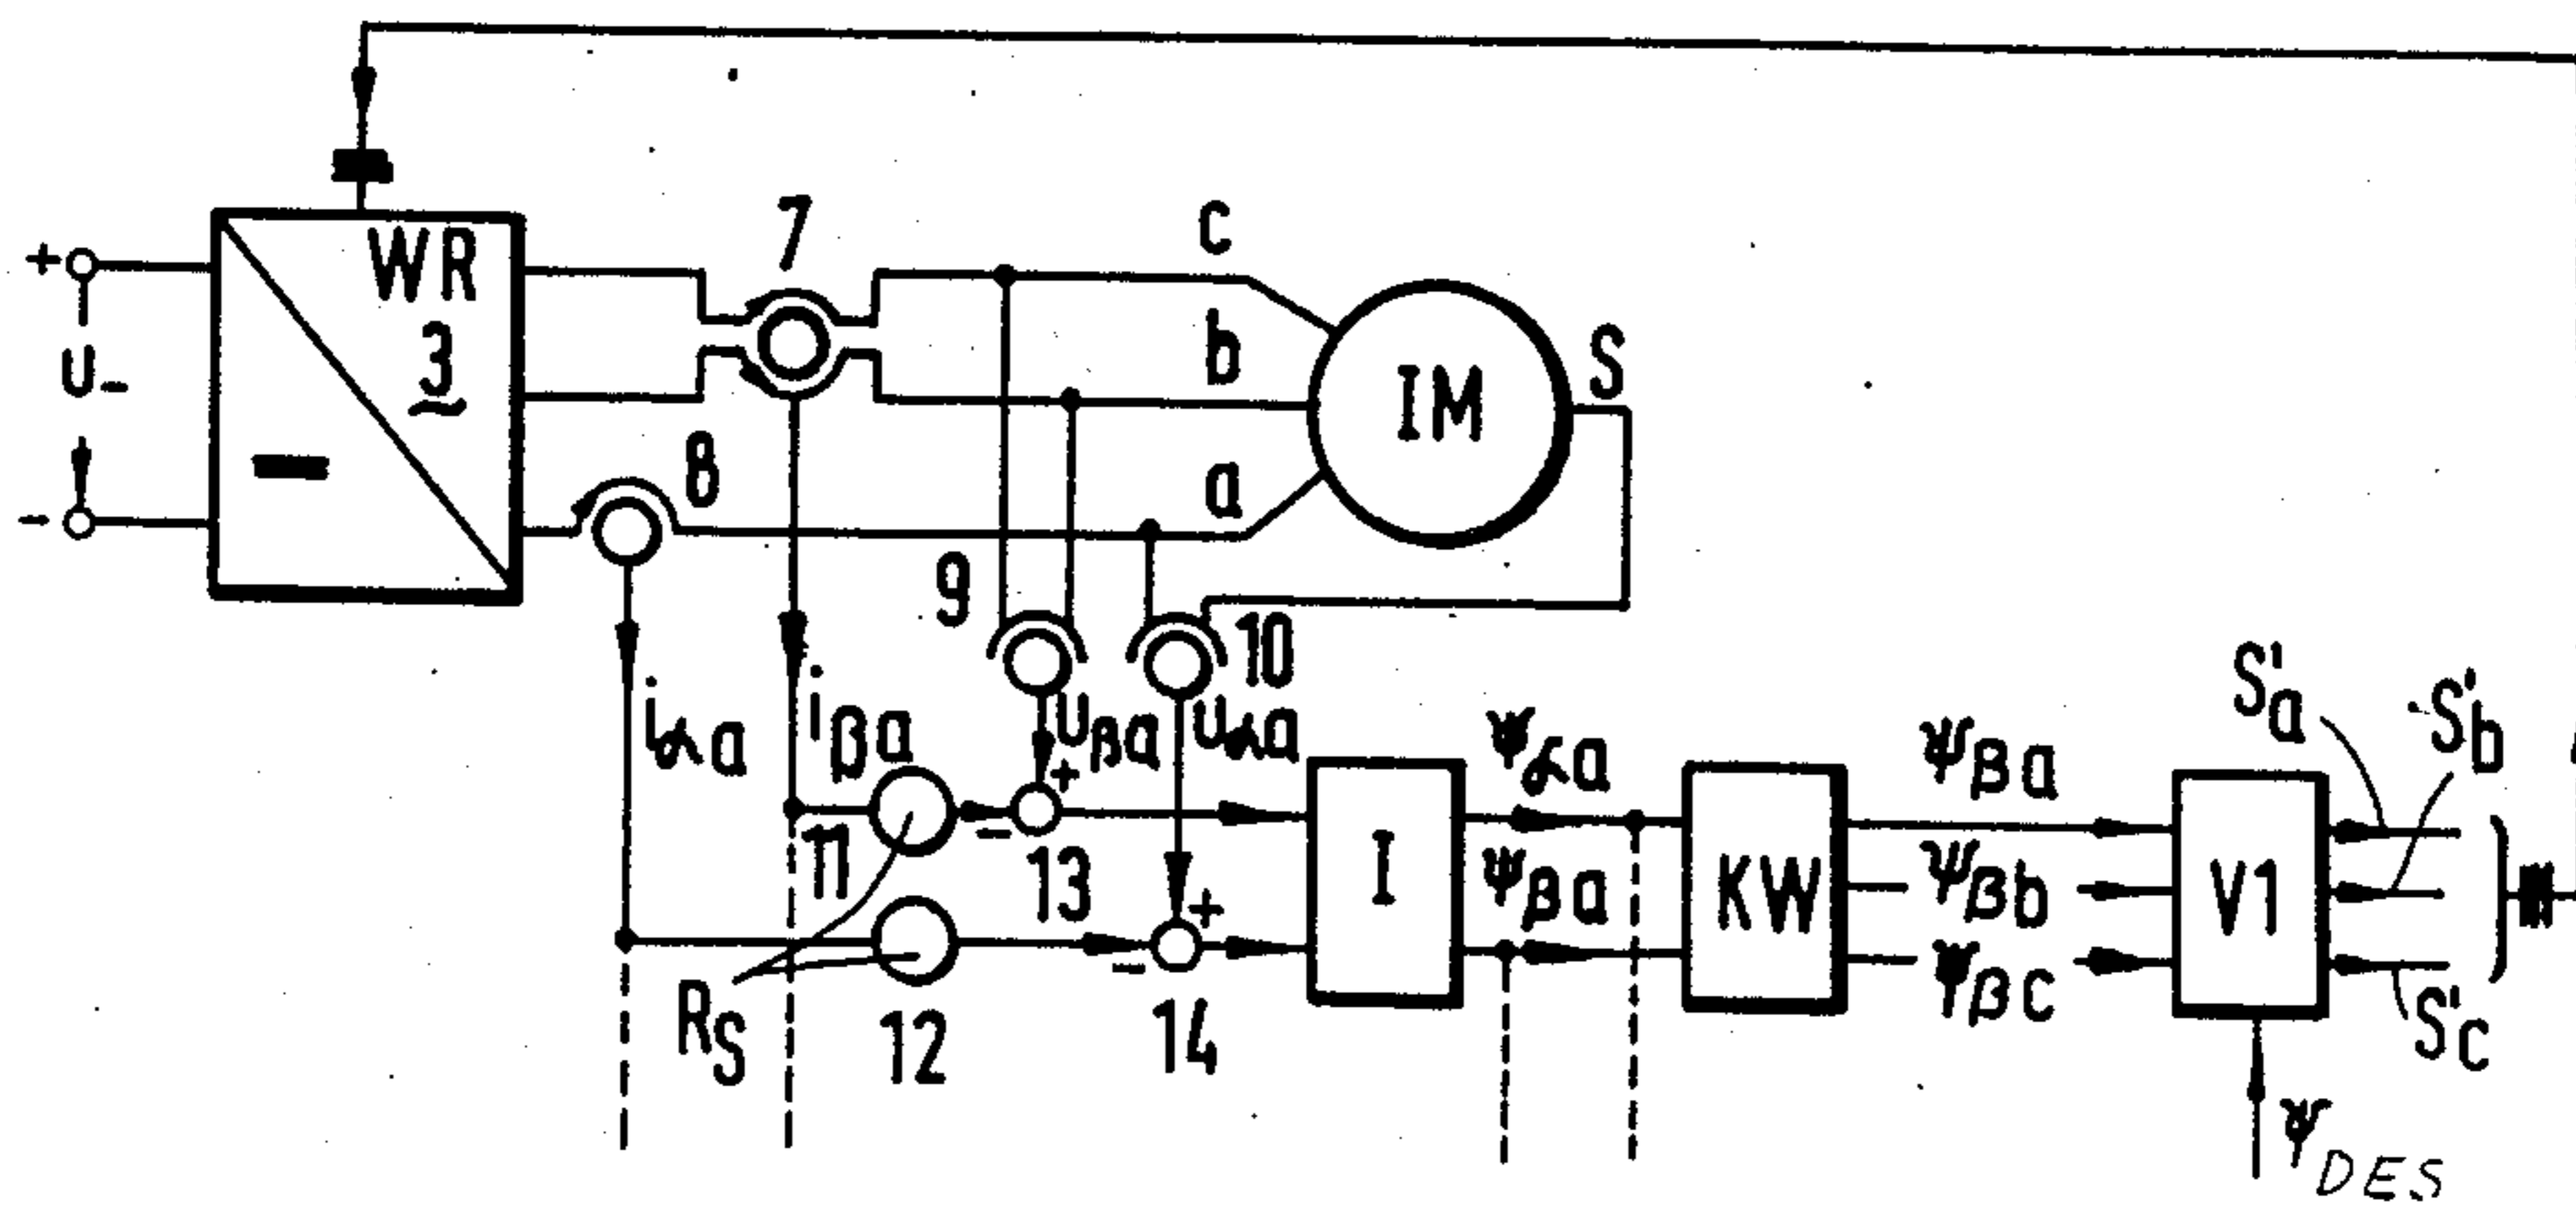 WR
3
~
+
U-
-
7
8
c
b
a
IM
S
9
10
iαa
iβa
uβa
uαa
+
-
11
13
+
-
RS
12
14
I
ψαa
ψβa
KW
ψβa
ψβb
ψβc
V1
S'a
S'b
S'c
ψDES